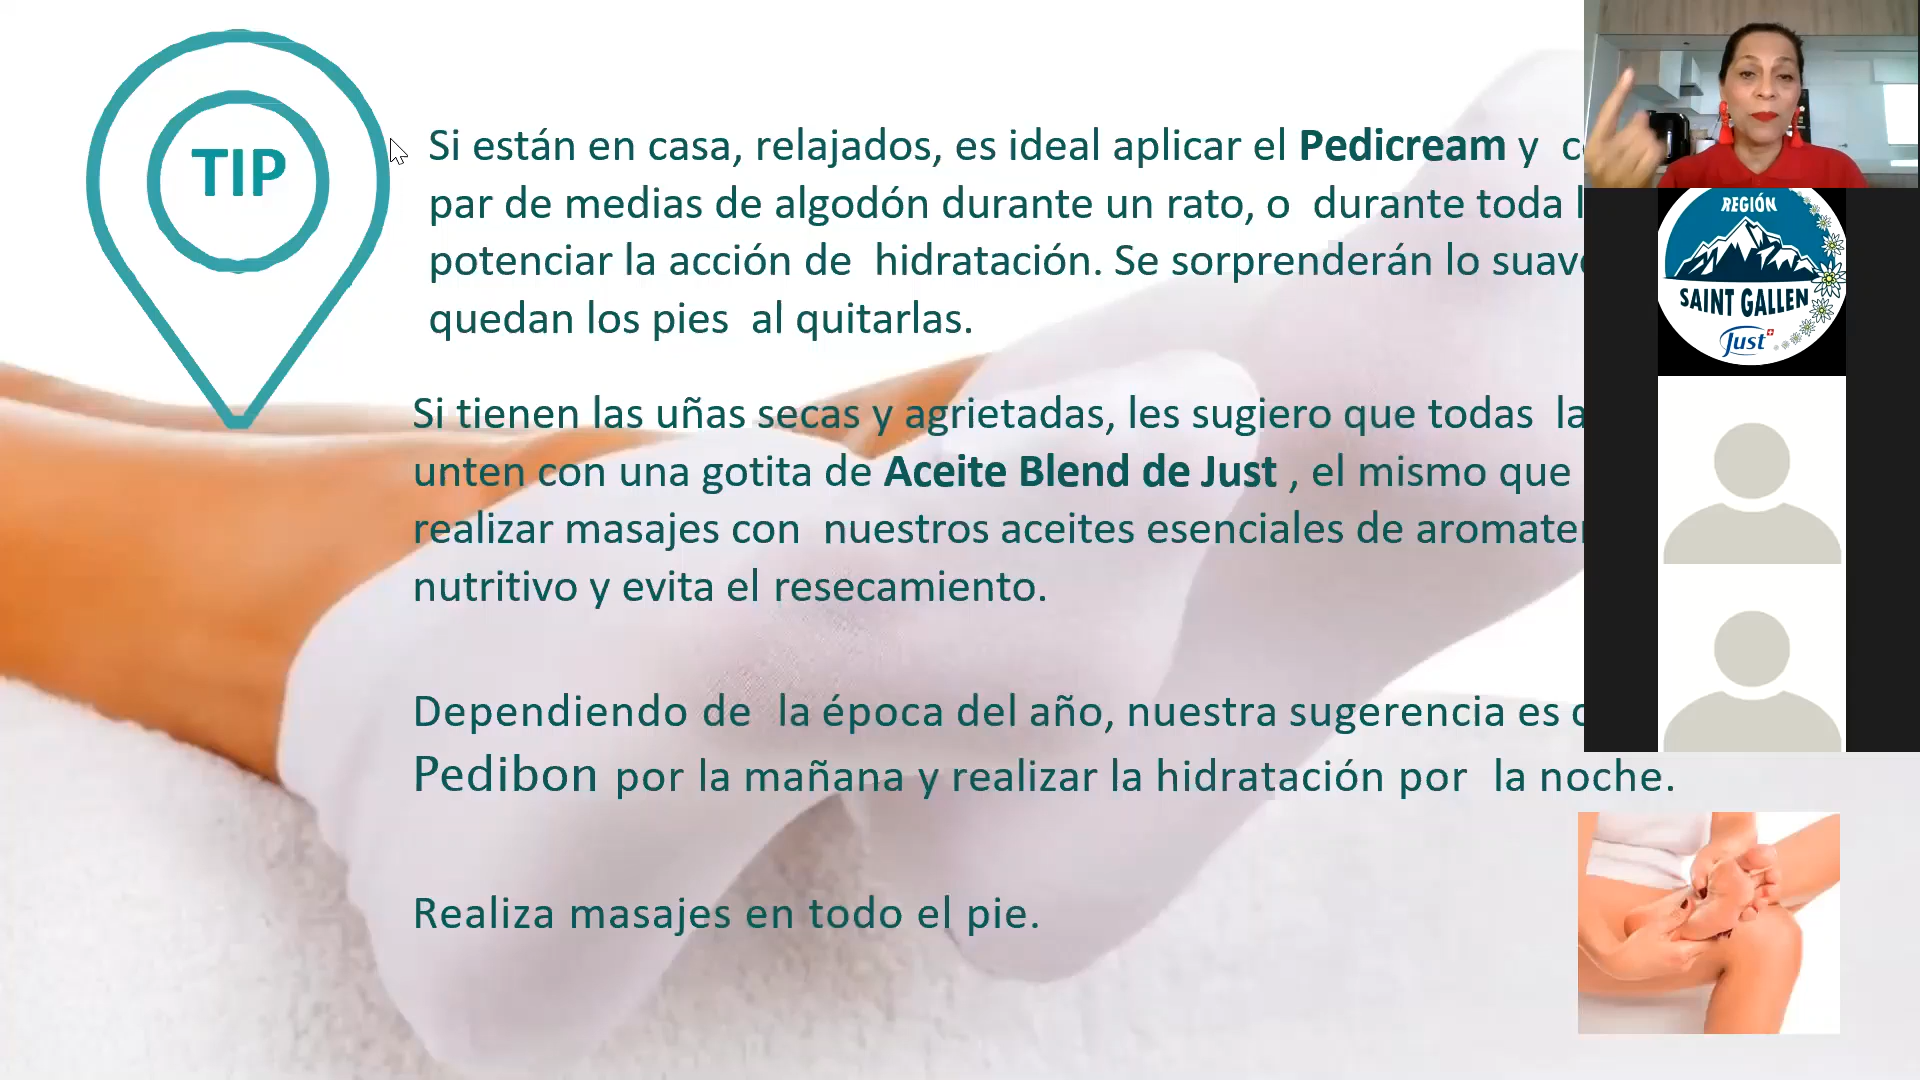 TIP
Si están en casa, relajados, es ideal aplicar el Pedicream y
par de medias de algodón durante un rato, o durante toda
potenciar la acción de hidratación. Se sorprenderán lo
quedan los pies al quitarlas.
Si tienen las uñas secas y agrietadas, les sugiero que todas
unten con una gotita de Aceite Blend de Just , el mismo que
realizar masajes con nuestros aceites esenciales de
nutritivo y evita el resecamiento.
Dependiendo de la época del año, nuestra sugerencia es
Pedibon por la mañana y realizar la hidratación por la noche.
Realiza masajes en todo el pie.
REGIÓN
SAINT GALLEN
Just